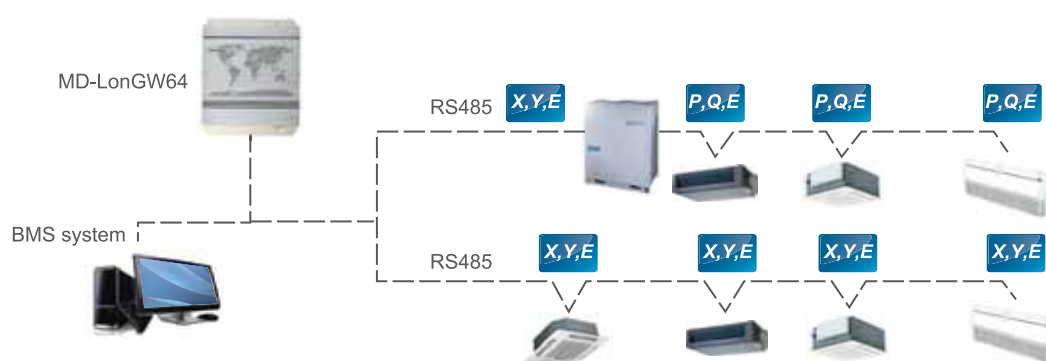 MD-LonGW64
RS485 X,Y,E P,Q,E P,Q,E P,Q,E
BMS system
RS485 X,Y,E X,Y,E X,Y,E X,Y,E